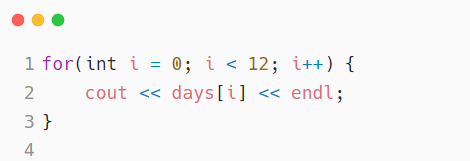 1 for(int i = 0; i < 12; i++) {
2     cout << days[i] << endl;
3 }
4